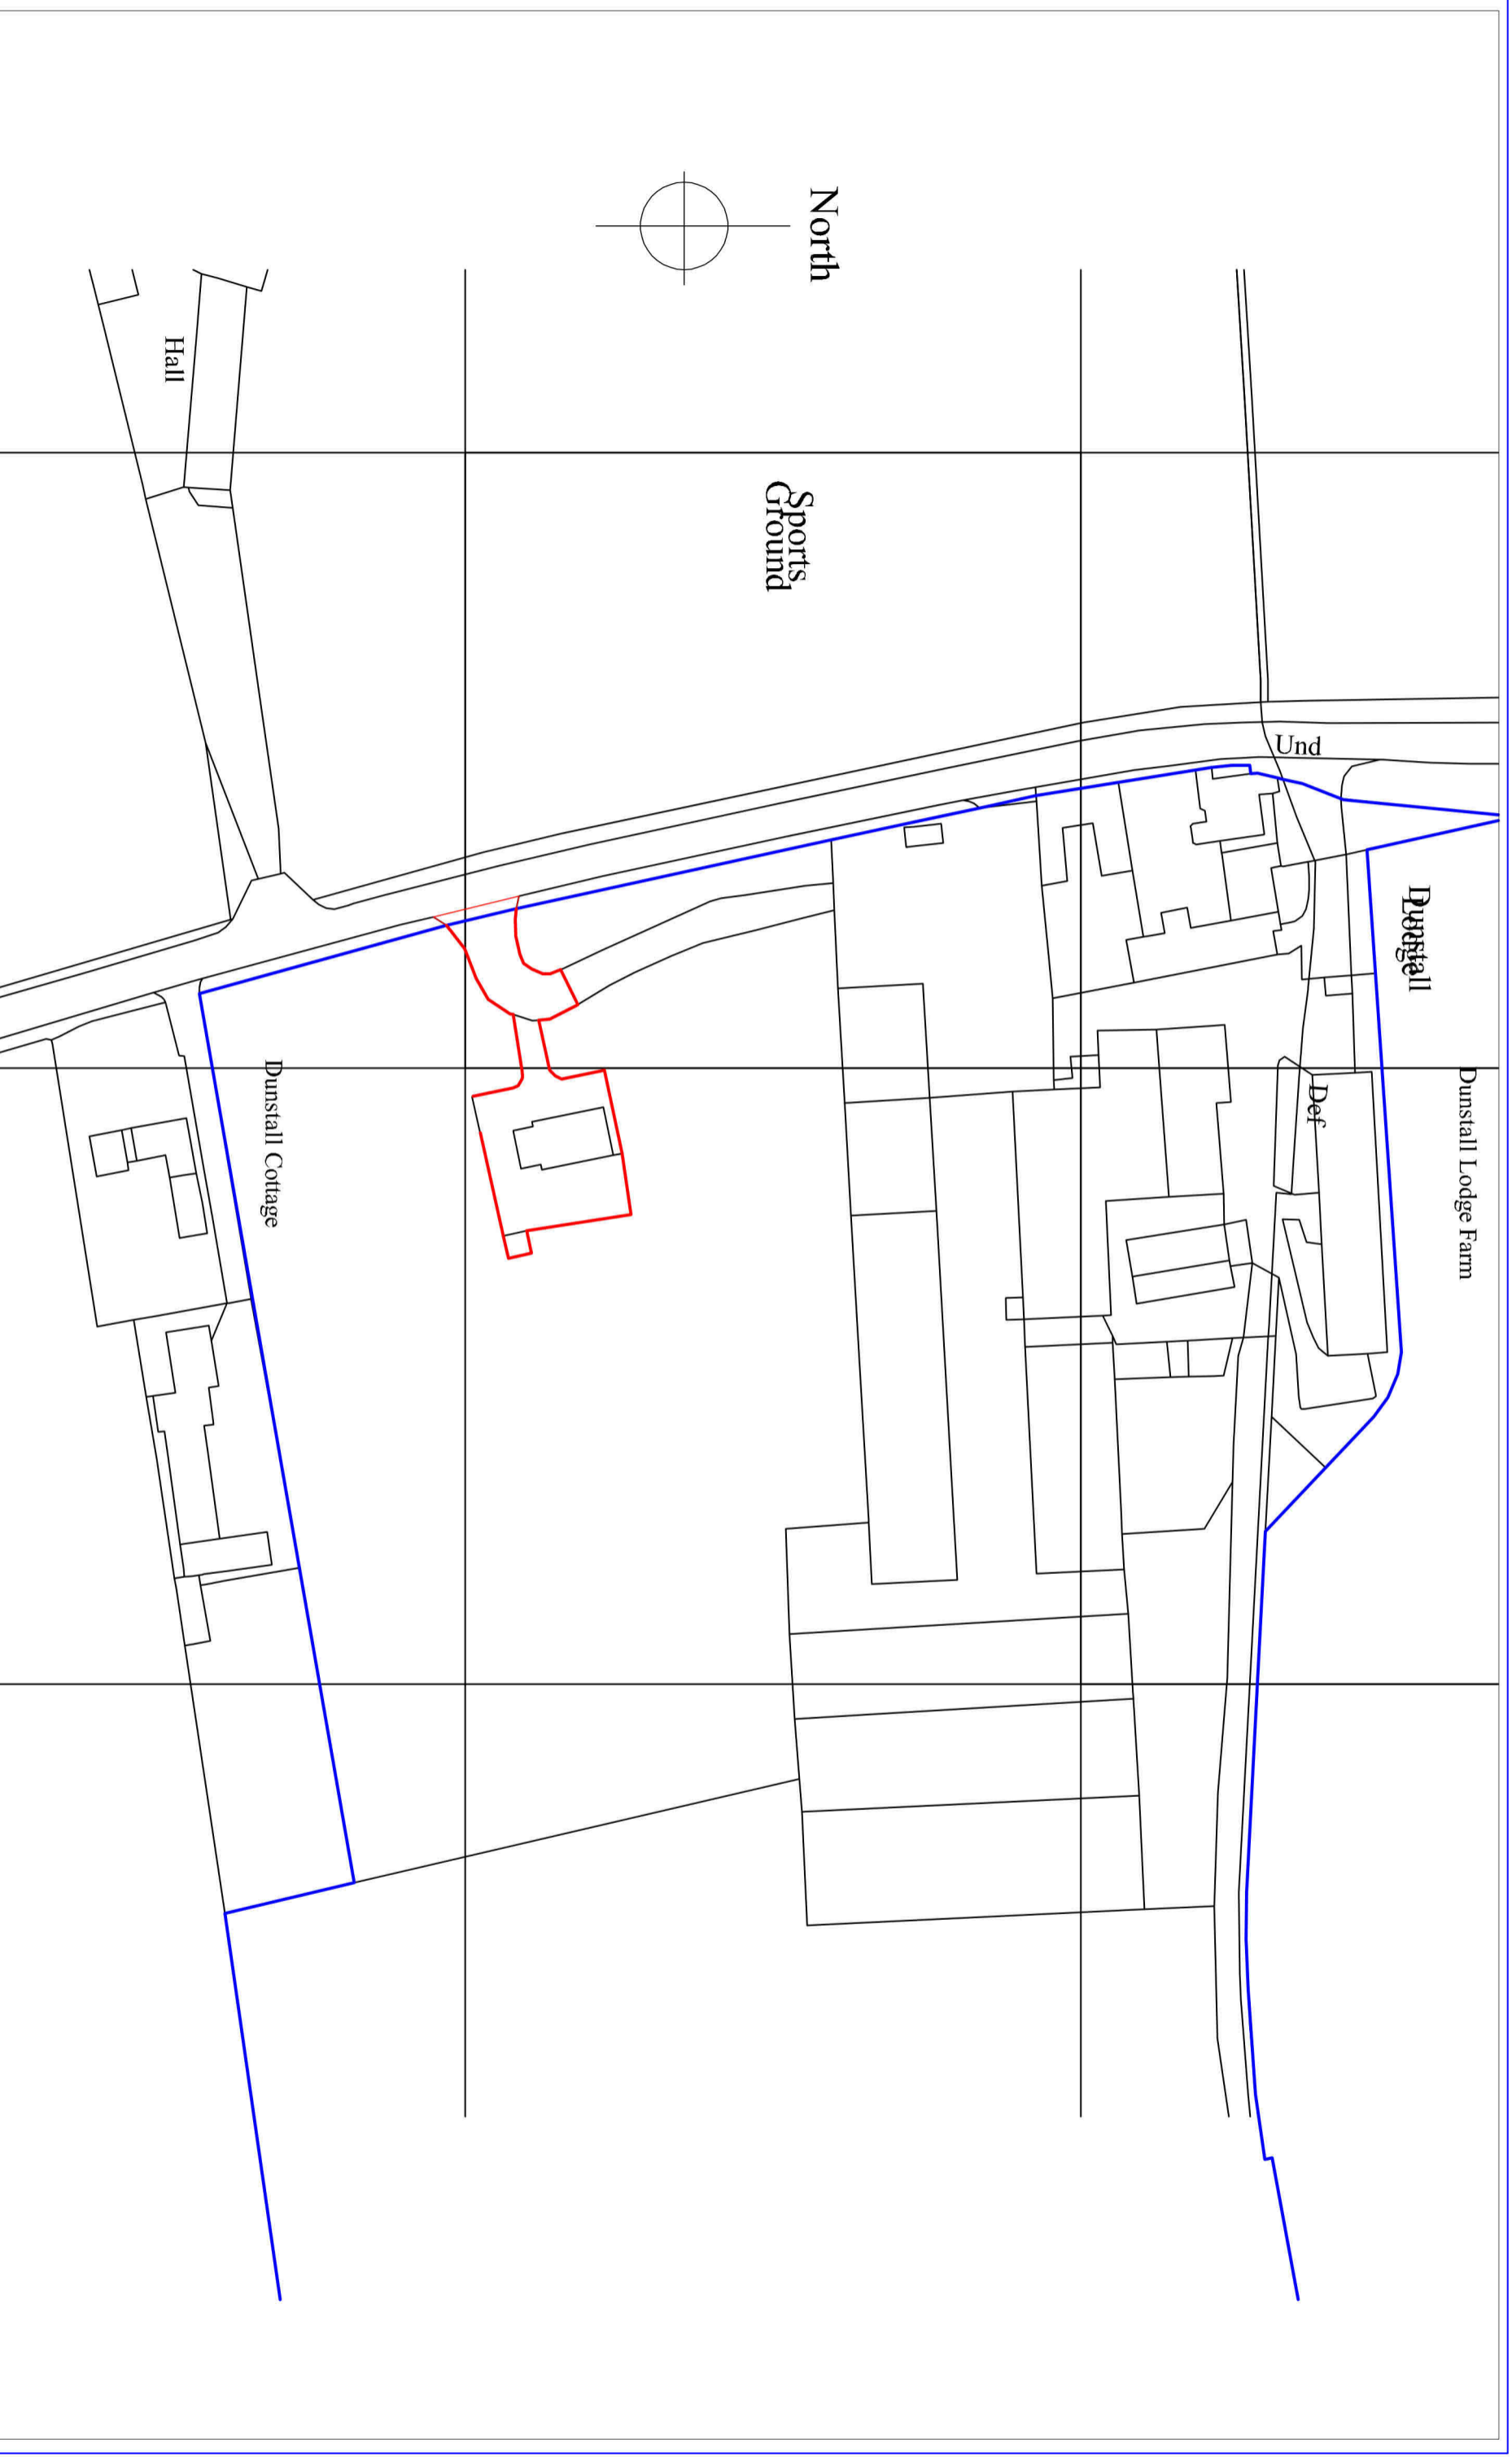 North
Hall
Sports
Ground
Und
Dunstall
Lodge
Def
Dunstall Lodge Farm
Dunstall Cottage